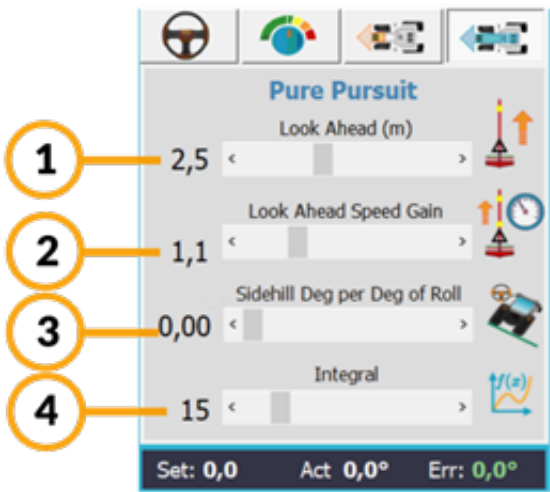 Pure Pursuit
Look Ahead (m)
1 2,5 < >
Look Ahead Speed Gain
2 1,1 < >
Sidehill Deg per Deg of Roll
3 0,00 < >
Integral
4 15 < >
f(x)
Set: 0,0 Act 0,0° Err: 0,0°